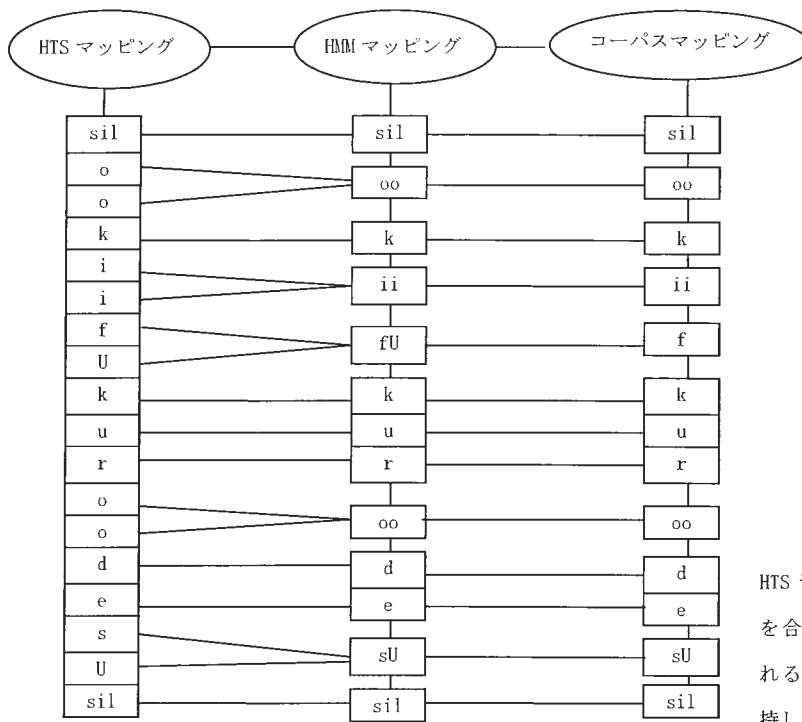 HTS マッピング HMM マッピング コーパスマッピング
sil sil sil
o
oo oo
o
k k k
i
ii ii
i
f
fU f
U
k k k
u u u
r r r
o
oo oo
o
d d d
e e e
s
sU sU
U
sil sil sil
HTS
を合
れる
持し